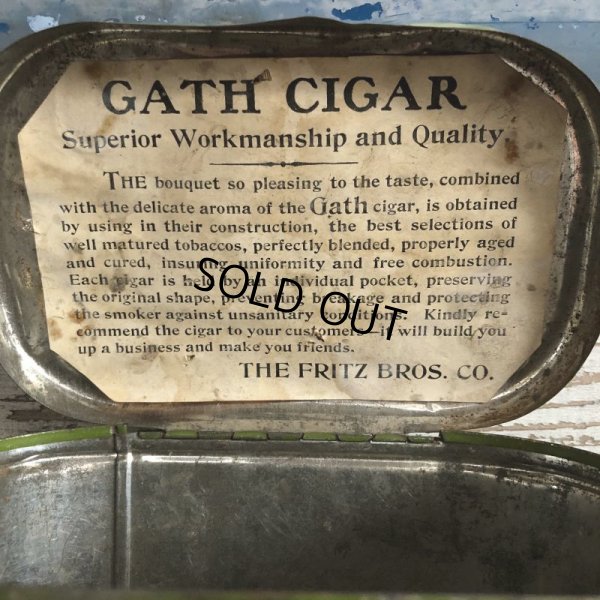 GATH CIGAR
Superior Workmanship and Quality.
THE bouquet so pleasing to the taste, combined
with the delicate aroma of the Gath cigar, is obtained
by using in their construction, the best selections of
well matured tobaccos, perfectly blended, properly aged
and cured, insuring uniformity and free combustion.
Each cigar is held by an individual pocket, preserving
the original shape, preventing breakage and protecting
the smoker against unsanitary conditions. Kindly re-
commend the cigar to your customers—it will build you
up a business and make you friends.
THE FRITZ BROS. CO.
SOLD OUT